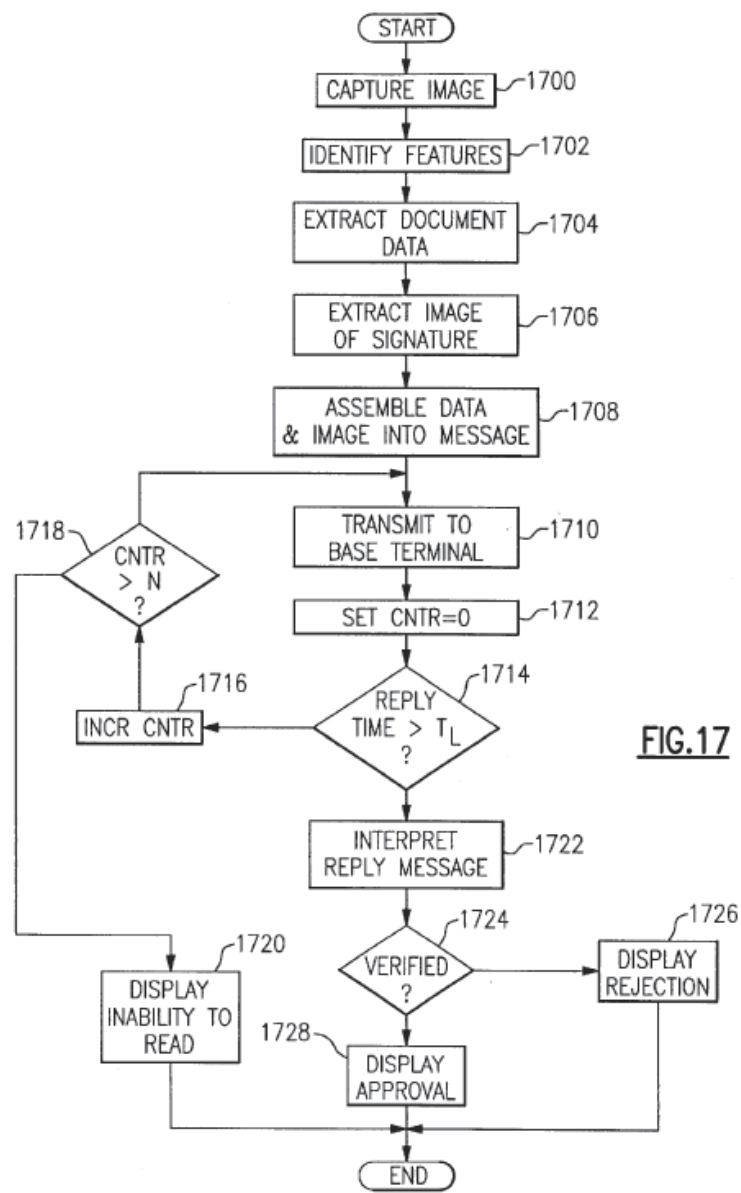 START
CAPTURE IMAGE
1700
IDENTIFY FEATURES
1702
EXTRACT DOCUMENT
DATA
1704
EXTRACT IMAGE
OF SIGNATURE
1706
ASSEMBLE DATA
& IMAGE INTO MESSAGE
1708
1718
CNTR
> N
?
TRANSMIT TO
BASE TERMINAL
1710
SET CNTR=0
1712
1716
INCR CNTR
1714
REPLY
TIME > TL
?
FIG.17
INTERPRET
REPLY MESSAGE
1722
1724
VERIFIED
?
1726
DISPLAY
REJECTION
1720
DISPLAY
INABILITY TO
READ
1728
DISPLAY
APPROVAL
END